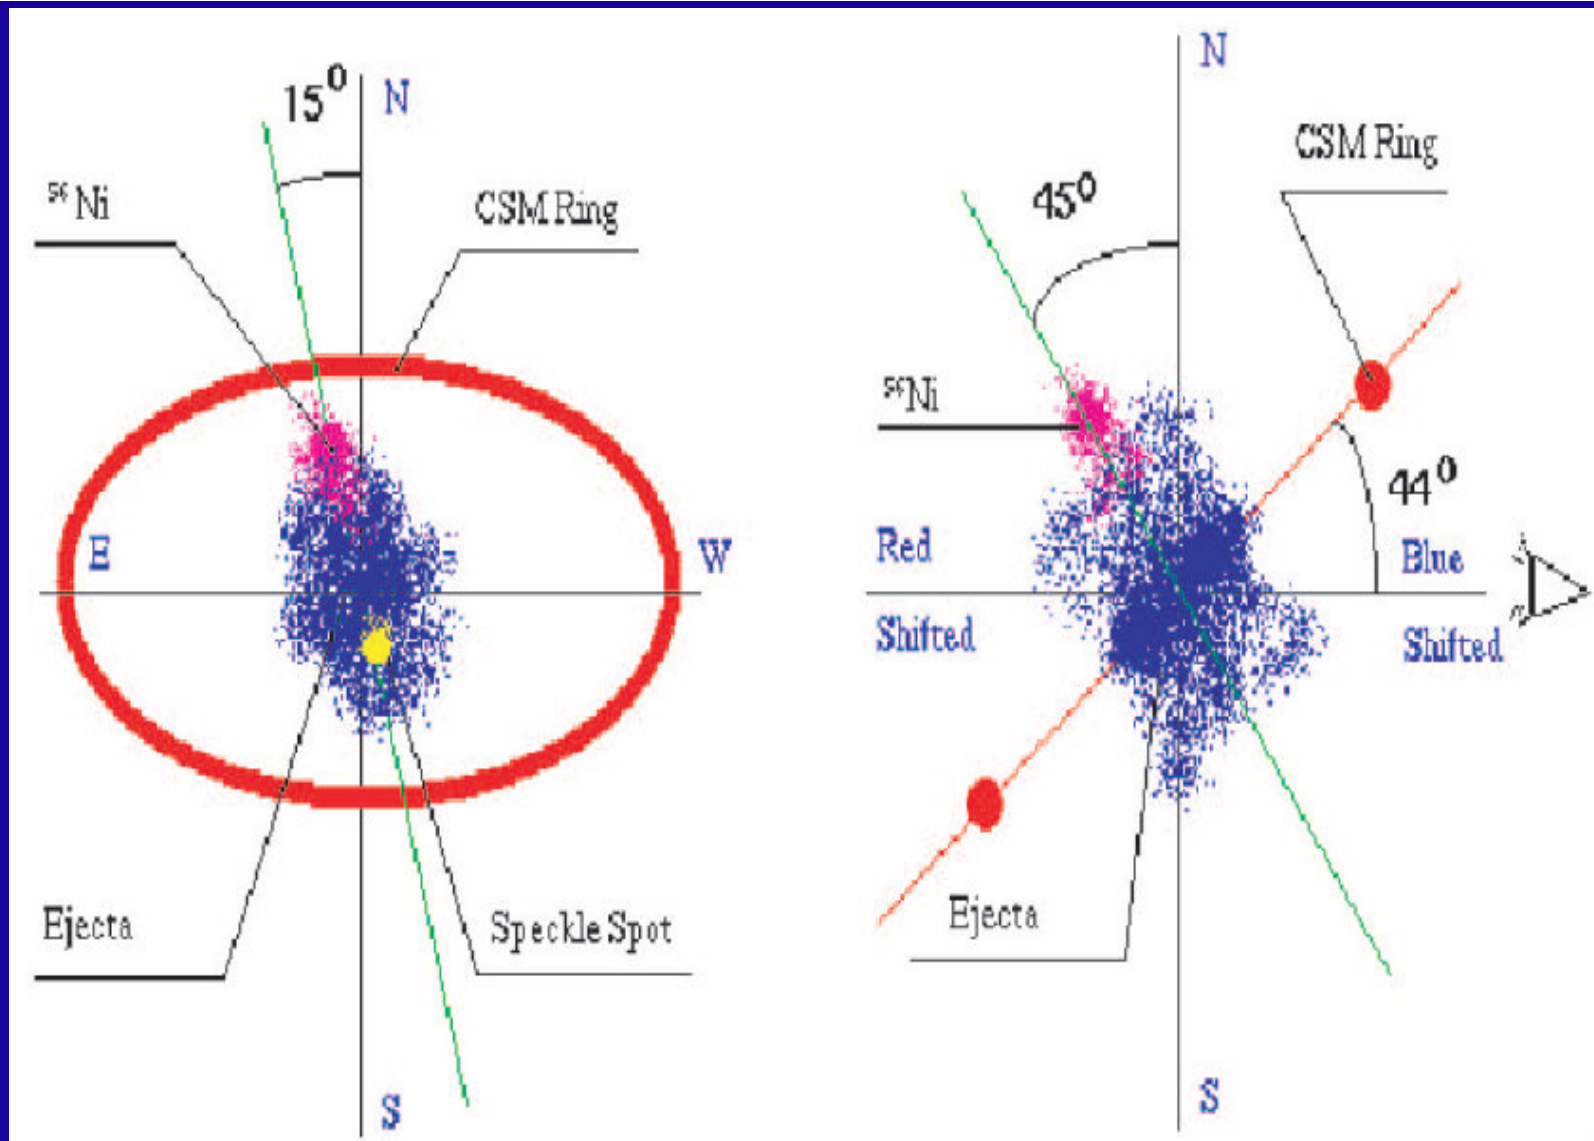 15⁰
N
⁵⁶Ni
CSM Ring
E
W
Ejecta
Speckle Spot
S
N
CSM Ring
45⁰
⁵⁶Ni
44⁰
Red
Shifted
Blue
Shifted
Ejecta
S